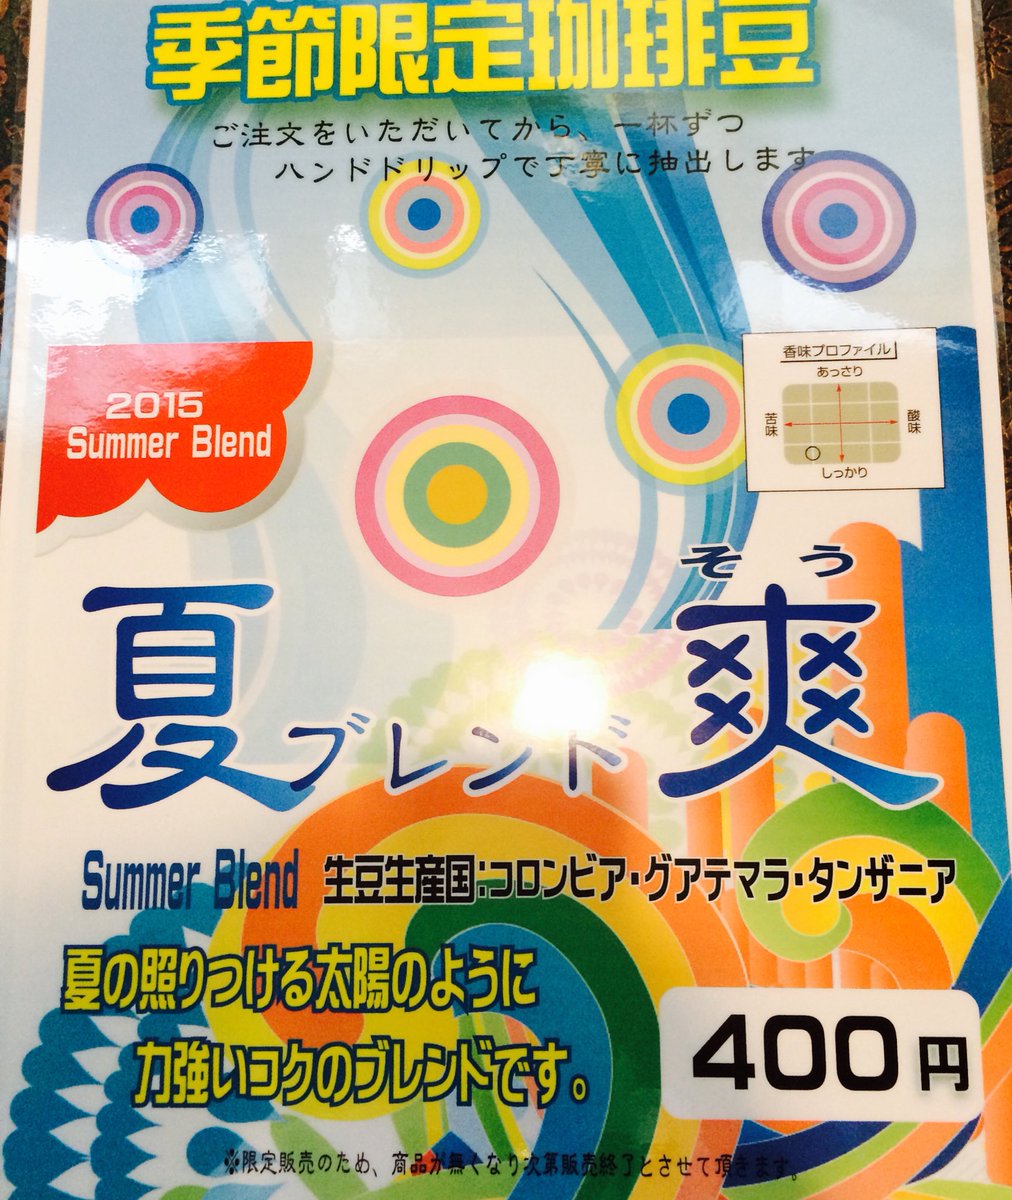 季節限定珈琲豆
ご注文をいただいてから、一杯ずつ
ハンドドリップで丁寧に抽出します
2015
Summer Blend
香味プロファイル
あっさり
苦味
酸味
しっかり
そう
夏ブレンド爽
Summer Blend 生豆生産国:コロンビア・グアテマラ・タンザニア
夏の照りつける太陽のように
力強いコクのブレンドです。
400円
※限定販売のため、商品が無くなり次第販売終了とさせて頂きます。